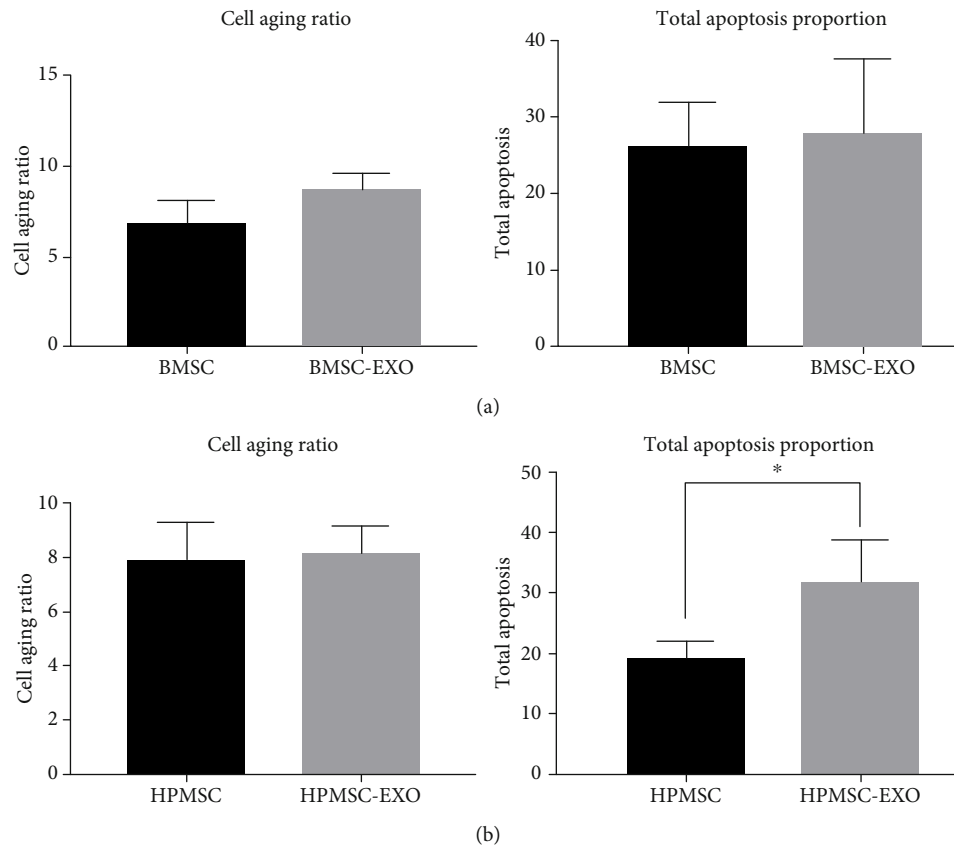 Cell aging ratio
Cell aging ratio
15
10
5
0
BMSC
BMSC-EXO
Total apoptosis proportion
Total apoptosis
40
30
20
10
0
BMSC
BMSC-EXO
(a)
Cell aging ratio
Cell aging ratio
10
8
6
4
2
0
HPMSC
HPMSC-EXO
Total apoptosis proportion
Total apoptosis
50
40
30
20
10
0
*
HPMSC
HPMSC-EXO
(b)